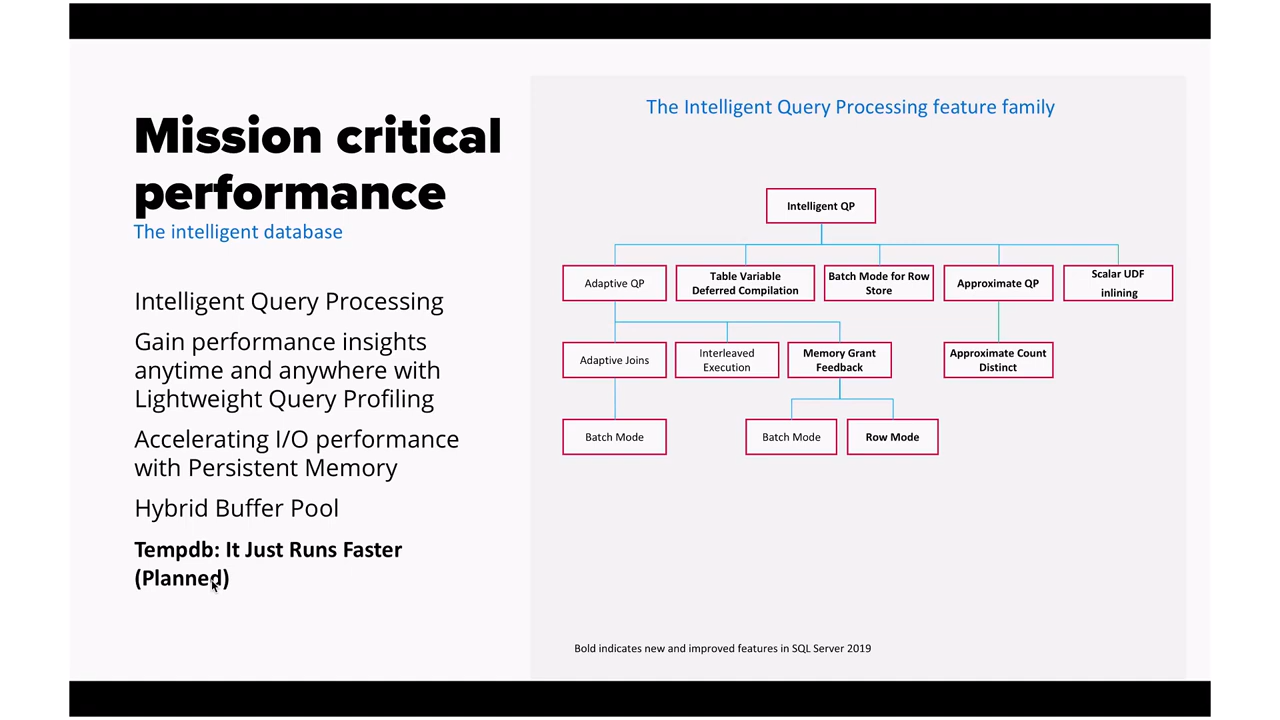 Mission critical
performance
The intelligent database
Intelligent Query Processing
Gain performance insights
anytime and anywhere with
Lightweight Query Profiling
Accelerating I/O performance
with Persistent Memory
Hybrid Buffer Pool
Tempdb: It Just Runs Faster
(Planned)
The Intelligent Query Processing feature family
Intelligent QP
Adaptive QP
Table Variable
Deferred Compilation
Batch Mode for Row
Store
Approximate QP
Scalar UDF
inlining
Adaptive Joins
Interleaved
Execution
Memory Grant
Feedback
Approximate Count
Distinct
Batch Mode
Batch Mode
Row Mode
Bold indicates new and improved features in SQL Server 2019